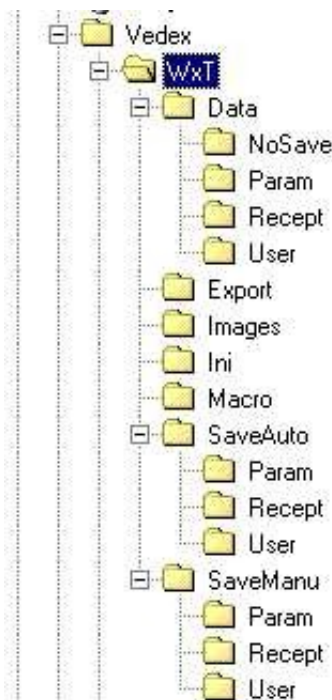 Vedex
WxT
Data
NoSave
Param
Recept
User
Export
Images
Ini
Macro
SaveAuto
Param
Recept
User
SaveManu
Param
Recept
User